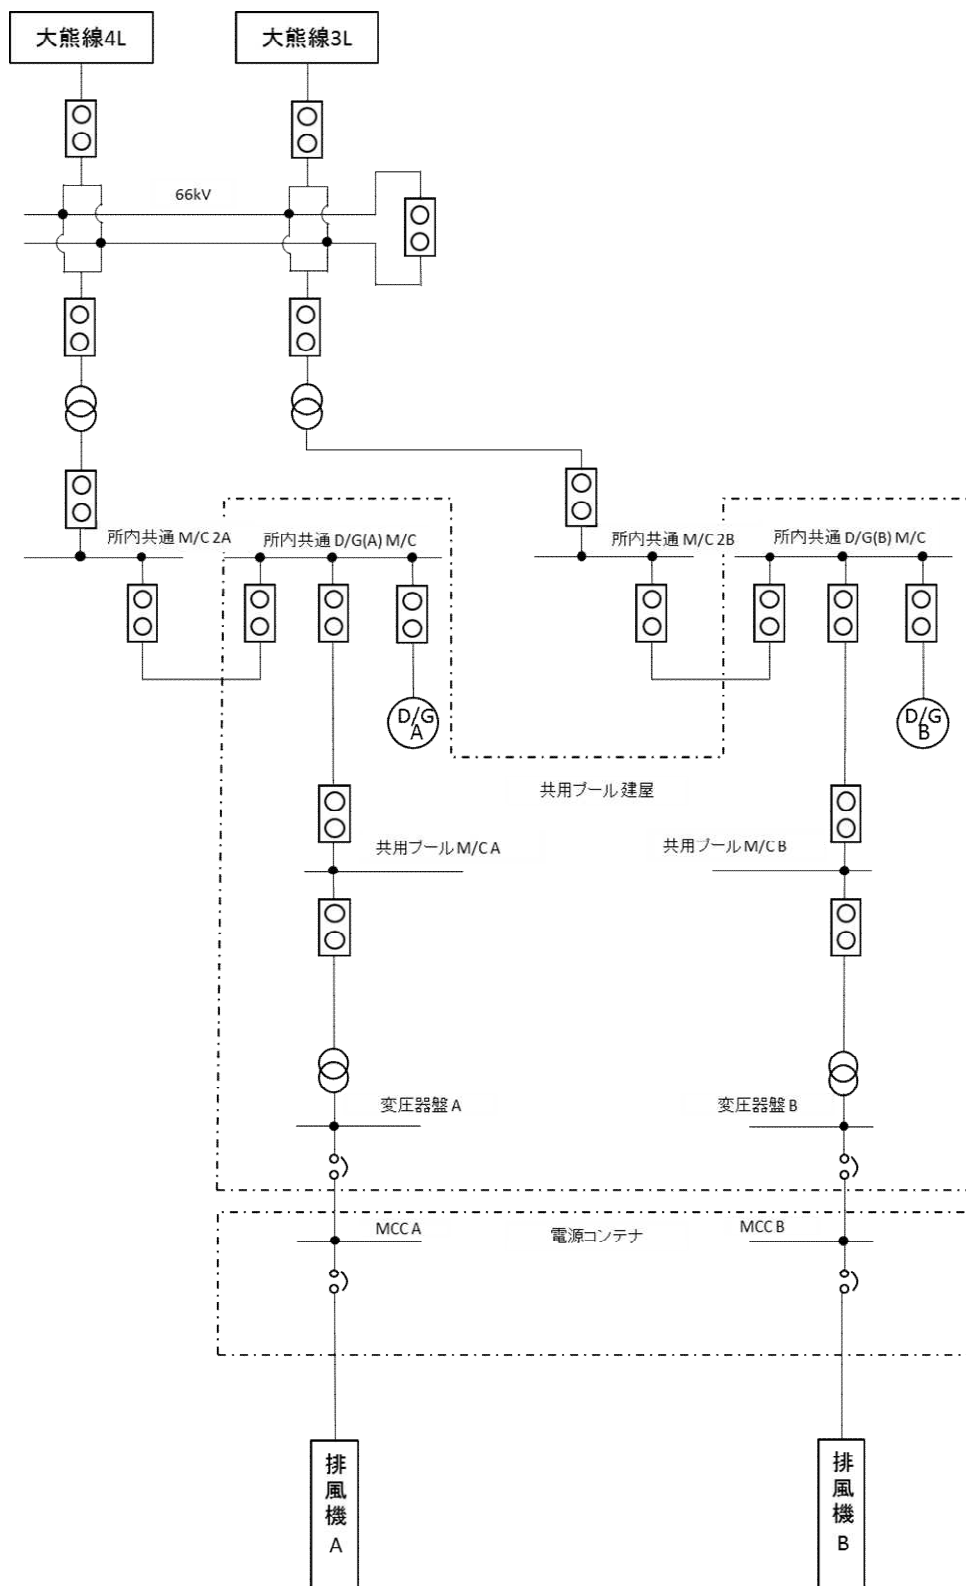 大熊線4L
大熊線3L
66kV
所内共通 M/C 2A
所内共通 D/G(A) M/C
所内共通 M/C 2B
所内共通 D/G(B) M/C
D/G
A
D/G
B
共用プール建屋
共用プール M/C A
共用プール M/C B
変圧器盤 A
変圧器盤 B
MCC A
電源コンテナ
MCC B
排風機 A
排風機 B